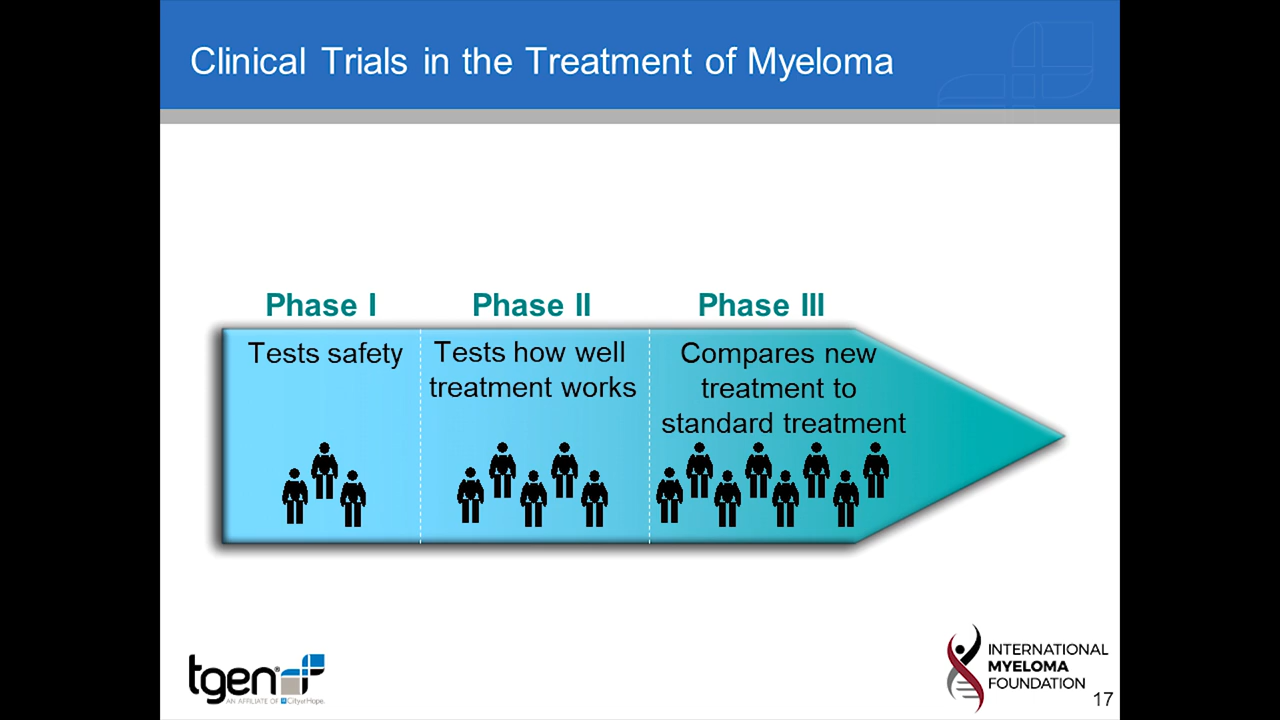 Clinical Trials in the Treatment of Myeloma
Phase I
Phase II
Phase III
Tests safety
Tests how well
treatment works
Compares new
treatment to
standard treatment
tgen®
AN AFFILIATE OF City of Hope.
INTERNATIONAL
MYELOMA
FOUNDATION
17